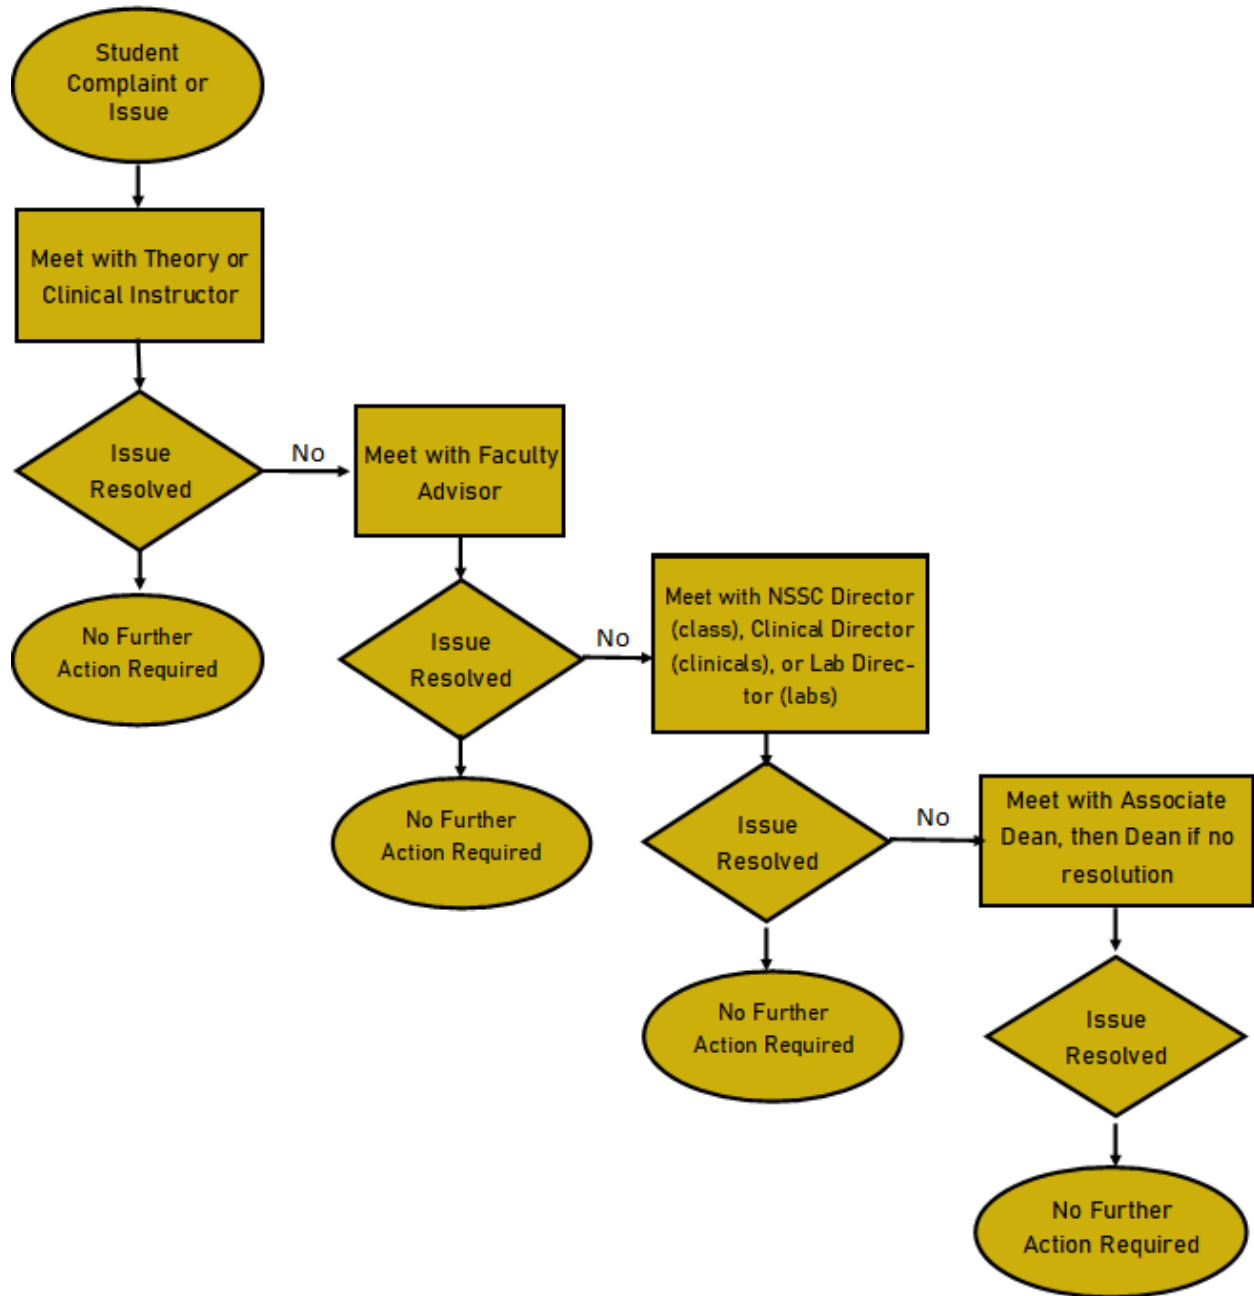 Student
Complaint or
Issue
Meet with Theory or
Clinical Instructor
Issue
Resolved
No
No Further
Action Required
Meet with Faculty
Advisor
Issue
Resolved
No
No Further
Action Required
Meet with NSSC Director
(class), Clinical Director
(clinicals), or Lab Direc-
tor (labs)
Issue
Resolved
No
No Further
Action Required
Meet with Associate
Dean, then Dean if no
resolution
Issue
Resolved
No Further
Action Required